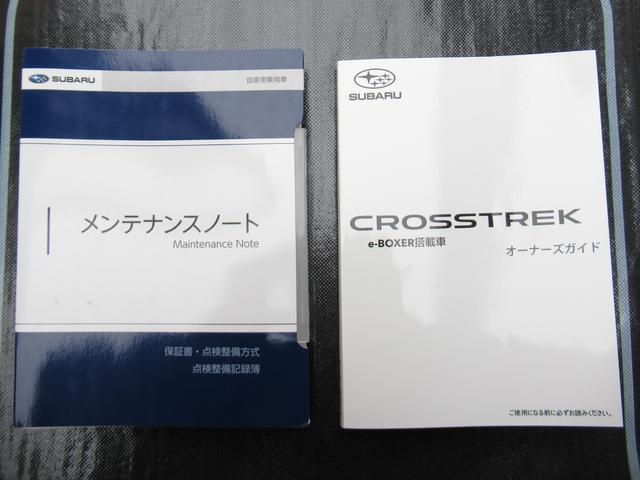 SUBARU
自家用乗用車
メンテナンスノート
Maintenance Note
保証書・点検整備方式
点検整備記録簿
SUBARU
CROSSTREK
e-BOXER搭載車
オーナーズガイド
ご使用になる前に必ずお読みください。